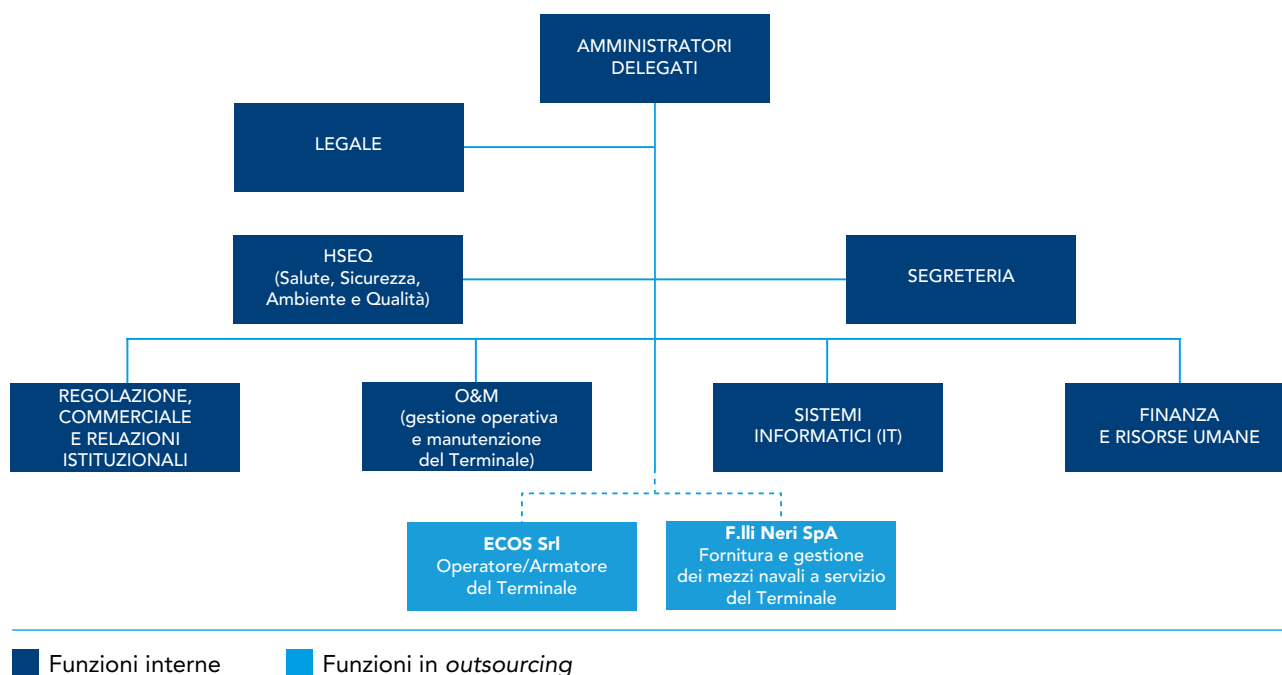 AMMINISTRATORI
DELEGATI
LEGALE
HSEQ
(Salute, Sicurezza,
Ambiente e Qualità)
SEGRETERIA
REGOLAZIONE,
COMMERCIALE
E RELAZIONI
ISTITUZIONALI
O&M
(gestione operativa
e manutenzione
del Terminale)
SISTEMI
INFORMATICI (IT)
FINANZA
E RISORSE UMANE
ECOS Srl
Operatore/Armatore
del Terminale
F.lli Neri SpA
Fornitura e gestione
dei mezzi navali a servizio
del Terminale
Funzioni interne
Funzioni in outsourcing